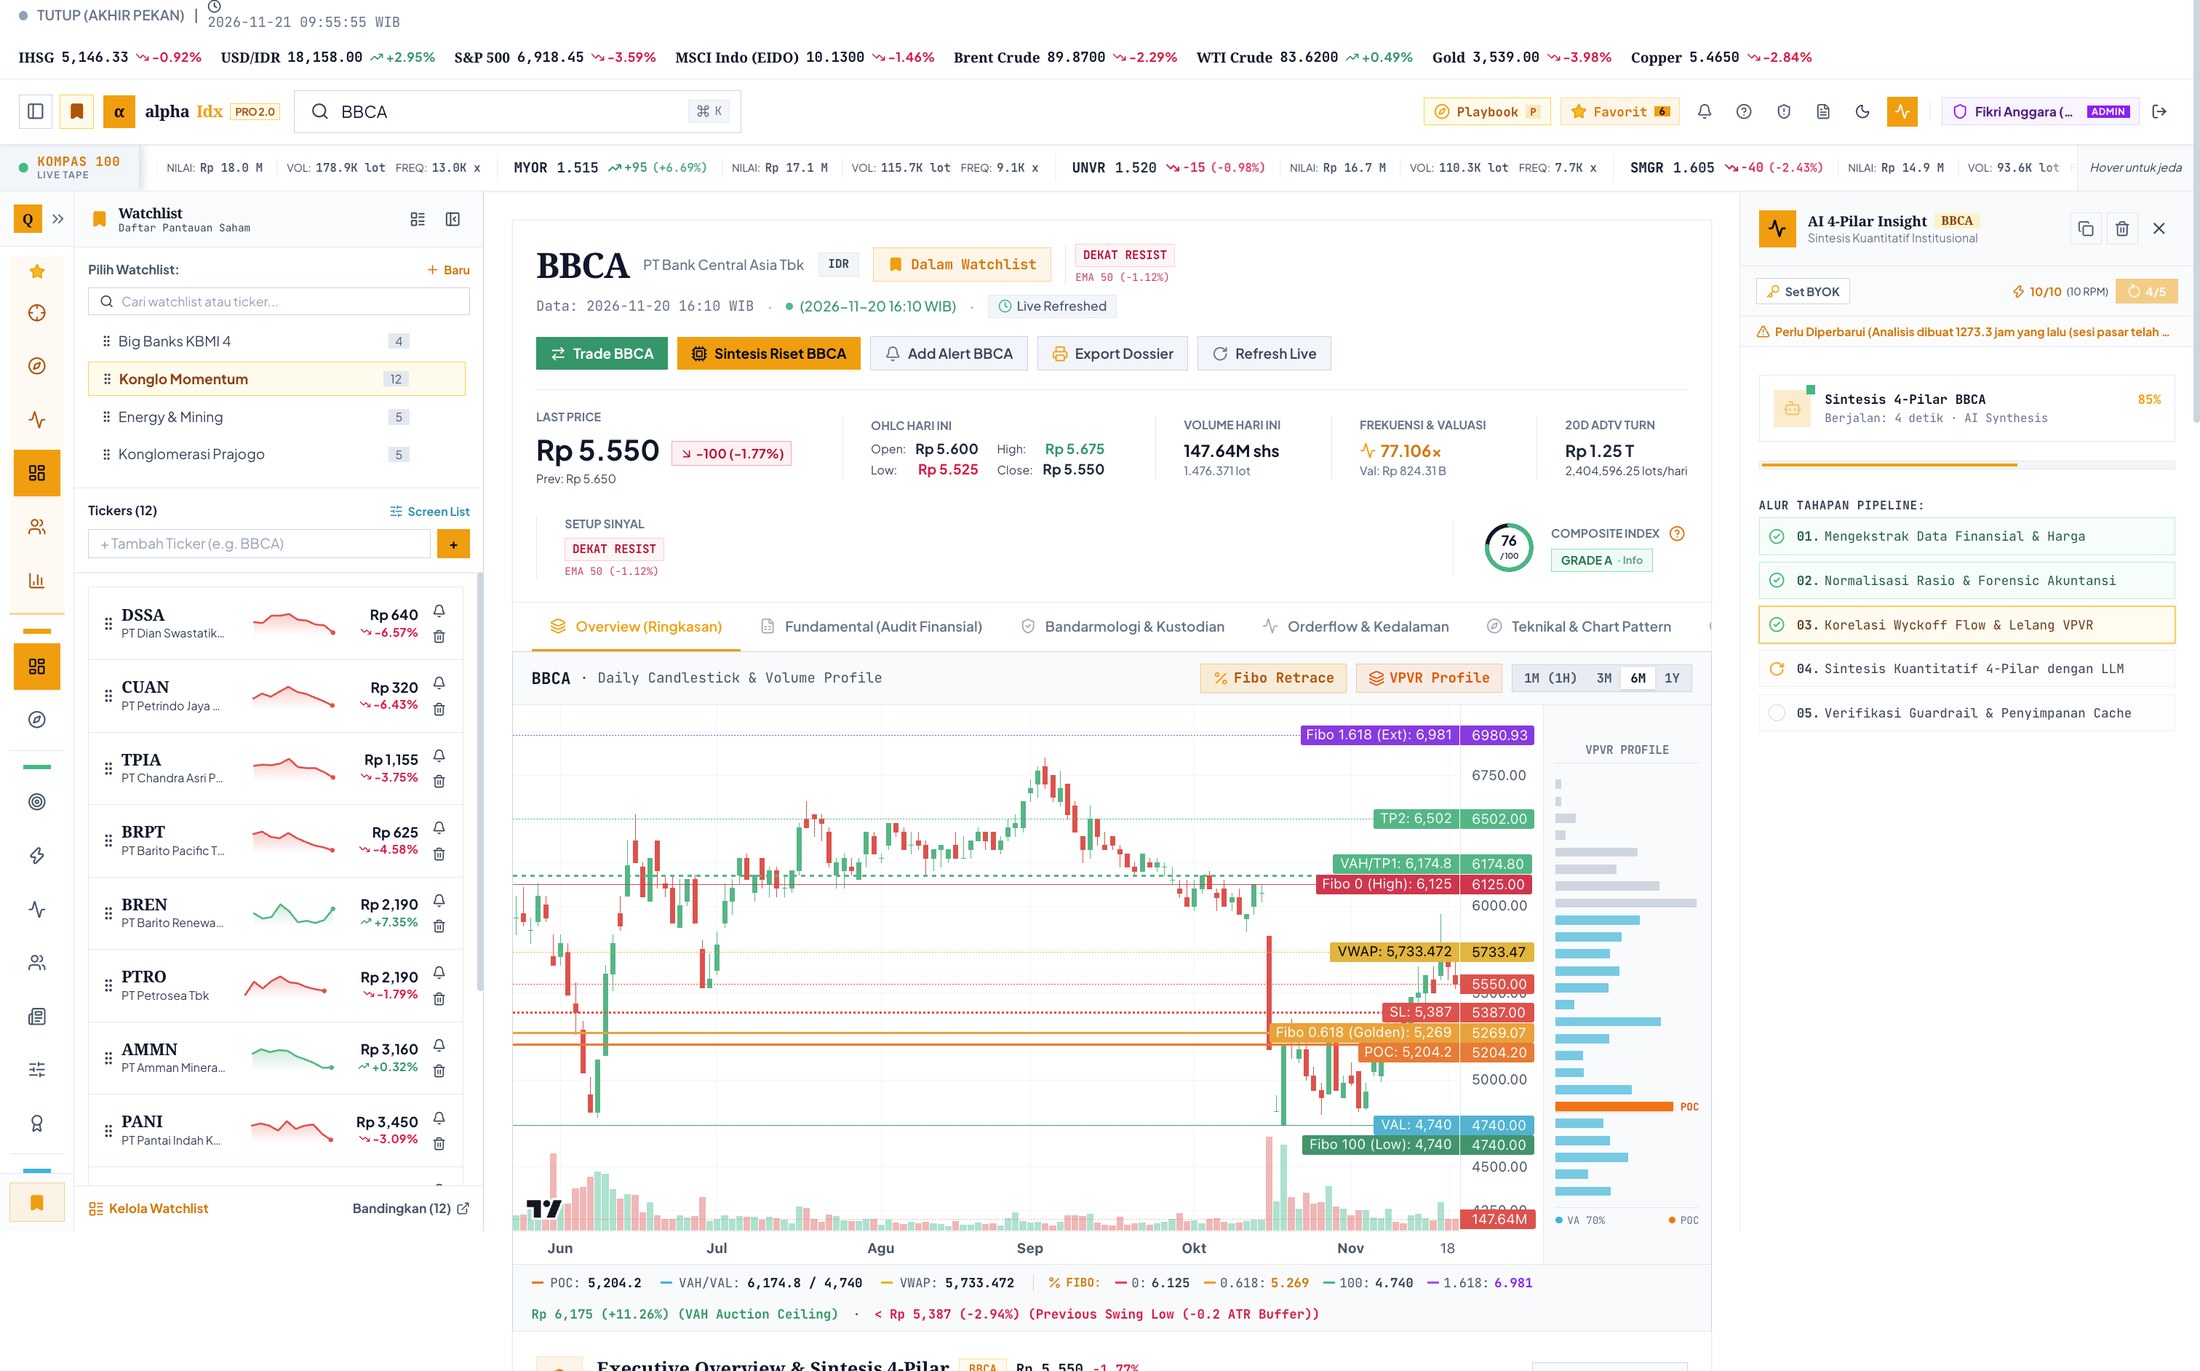 TUTUP (AKHIR PEKAN) | 2026-11-21 09:55:55 WIB
IHSG 5,146.33 -0.92% USD/IDR 18,158.00 +2.95% S&P 500 6,918.45 -3.59% MSCI Indo (EIDO) 10.1300 -1.46% Brent Crude 89.8700 -2.29% WTI Crude 83.6200 +0.49% Gold 3,539.00 -3.98% Copper 5.4650 -2.84%
α alpha Idx PRO 2.0 BBCA ⌘ K Playbook P Favorit 6 Fikri Anggara (... ADMIN
KOMPAS 100
LIVE TAPE
NILAI: Rp 18.0 M VOL: 178.9K lot FREQ: 13.0K x MYOR 1.515 +95 (+6.69%) NILAI: Rp 17.1 M VOL: 115.7K lot FREQ: 9.1K x UNVR 1.520 -15 (-0.98%) NILAI: Rp 16.7 M VOL: 110.3K lot FREQ: 7.7K x SMGR 1.605 -40 (-2.43%) NILAI: Rp 14.9 M VOL: 93.6K lot Hover untuk jeda
Q
Watchlist
Daftar Pantauan Saham
Pilih Watchlist: + Baru
Cari watchlist atau ticker...
Big Banks KBMI 4 4
Konglo Momentum 12
Energy & Mining 5
Konglomerasi Prajogo 5
Tickers (12) Screen List
+ Tambah Ticker (e.g. BBCA) +
DSSA Rp 640
PT Dian Swastatik... -6.57%
CUAN Rp 320
PT Petrindo Jaya ... -6.43%
TPIA Rp 1,155
PT Chandra Asri P... -3.75%
BRPT Rp 625
PT Barito Pacific T... -4.58%
BREN Rp 2,190
PT Barito Renewa... +7.35%
PTRO Rp 2,190
PT Petrosea Tbk -1.79%
AMMN Rp 3,160
PT Amman Minera... +0.32%
PANI Rp 3,450
PT Pantai Indah K... -3.09%
Kelola Watchlist Bandingkan (12)
BBCA PT Bank Central Asia Tbk IDR Dalam Watchlist DEKAT RESIST
EMA 50 (-1.12%)
Data: 2026-11-20 16:10 WIB · (2026-11-20 16:10 WIB) · Live Refreshed
Trade BBCA Sintesis Riset BBCA Add Alert BBCA Export Dossier Refresh Live
LAST PRICE
Rp 5.550 -100 (-1.77%)
Prev: Rp 5.650
OHLC HARI INI
Open: Rp 5.600 High: Rp 5.675
Low: Rp 5.525 Close: Rp 5.550
VOLUME HARI INI
147.64M shs
1.476.371 lot
FREKUENSI & VALUASI
77.106x
Val: Rp 824.31 B
20D ADTV TURN
Rp 1.25 T
2,404,596.25 lots/hari
SETUP SINYAL
DEKAT RESIST
EMA 50 (-1.12%)
76
/100
COMPOSITE INDEX
GRADE A · Info
Overview (Ringkasan) Fundamental (Audit Finansial) Bandarmologi & Kustodian Orderflow & Kedalaman Teknikal & Chart Pattern
BBCA · Daily Candlestick & Volume Profile Fibo Retrace VPVR Profile 1M (1H) 3M 6M 1Y
Fibo 1.618 (Ext): 6,981 6980.93
6750.00
TP2: 6,502 6502.00
VAH/TP1: 6,174.8 6174.80
Fibo 0 (High): 6,125 6125.00
6000.00
VWAP: 5,733.472 5733.47
5550.00
SL: 5,387 5387.00
Fibo 0.618 (Golden): 5,269 5269.07
POC: 5,204.2 5204.20
5000.00
VAL: 4,740 4740.00
Fibo 100 (Low): 4,740 4740.00
4500.00
147.64M
Jun Jul Agu Sep Okt Nov 18
VPVR PROFILE
POC
VA 70% POC
POC: 5,204.2 VAH/VAL: 6,174.8 / 4,740 VWAP: 5,733.472 FIBO: 0: 6.125 0.618: 5.269 100: 4.740 1.618: 6.981
Rp 6,175 (+11.26%) (VAH Auction Ceiling) · < Rp 5,387 (-2.94%) (Previous Swing Low (-0.2 ATR Buffer))
Executive Overview & Sintesis 4-Pilar BBCA Rp 5.550 -1.77%
AI 4-Pilar Insight BBCA
Sintesis Kuantitatif Institusional
Set BYOK 10/10 (10 RPM) 4/5
Perlu Diperbarui (Analisis dibuat 1273.3 jam yang lalu (sesi pasar telah ...
Sintesis 4-Pilar BBCA 85%
Berjalan: 4 detik · AI Synthesis
ALUR TAHAPAN PIPELINE:
01. Mengekstrak Data Finansial & Harga
02. Normalisasi Rasio & Forensic Akuntansi
03. Korelasi Wyckoff Flow & Lelang VPVR
04. Sintesis Kuantitatif 4-Pilar dengan LLM
05. Verifikasi Guardrail & Penyimpanan Cache